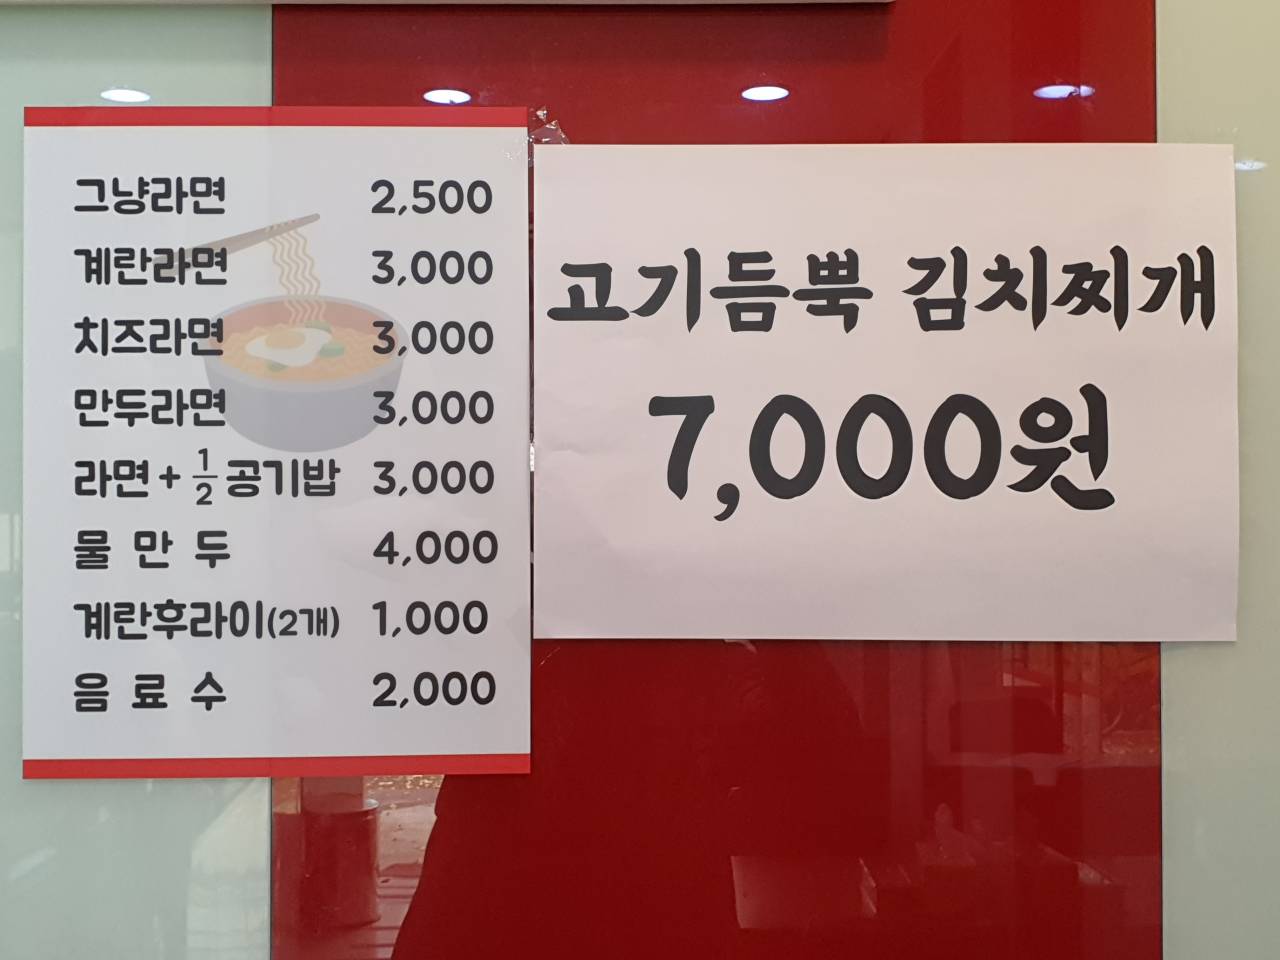 그냥라면 2,500
계란라면 3,000
치즈라면 3,000
만두라면 3,000
라면 + 1/2 공기밥 3,000
물 만 두 4,000
계란후라이(2개) 1,000
음 료 수 2,000
고기듬뿍 김치찌개
7,000원